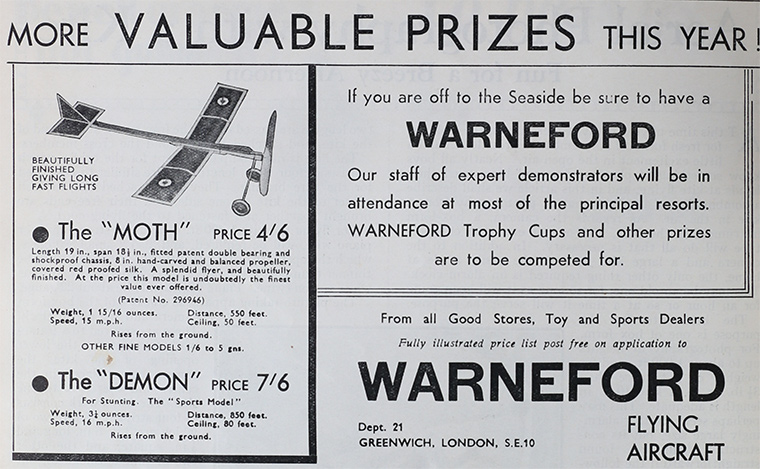 MORE VALUABLE PRIZES THIS YEAR!
BEAUTIFULLY
FINISHED
GIVING LONG
FAST FLIGHTS
The "MOTH" PRICE 4/6
Length 19 in., span 18½ in., fitted patent double bearing and
shockproof chassis, 8 in. hand-carved and balanced propeller,
covered red proofed silk. A splendid flyer, and beautifully
finished. At the price this model is undoubtedly the finest
value ever offered.
(Patent No. 296946)
Weight, 1 15/16 ounces. Distance, 550 feet.
Speed, 15 m.p.h. Ceiling, 50 feet.
Rises from the ground.
OTHER FINE MODELS 1/6 to 5 gns.
The "DEMON" PRICE 7/6
For Stunting. The "Sports Model"
Weight, 3¼ ounces. Distance, 850 feet.
Speed, 16 m.p.h. Ceiling, 80 feet.
Rises from the ground.
If you are off to the Seaside be sure to have a
WARNEFORD
Our staff of expert demonstrators will be in
attendance at most of the principal resorts.
WARNEFORD Trophy Cups and other prizes
are to be competed for.
From all Good Stores, Toy and Sports Dealers
Fully illustrated price list post free on application to
WARNEFORD
Dept. 21
GREENWICH, LONDON, S.E.10
FLYING
AIRCRAFT